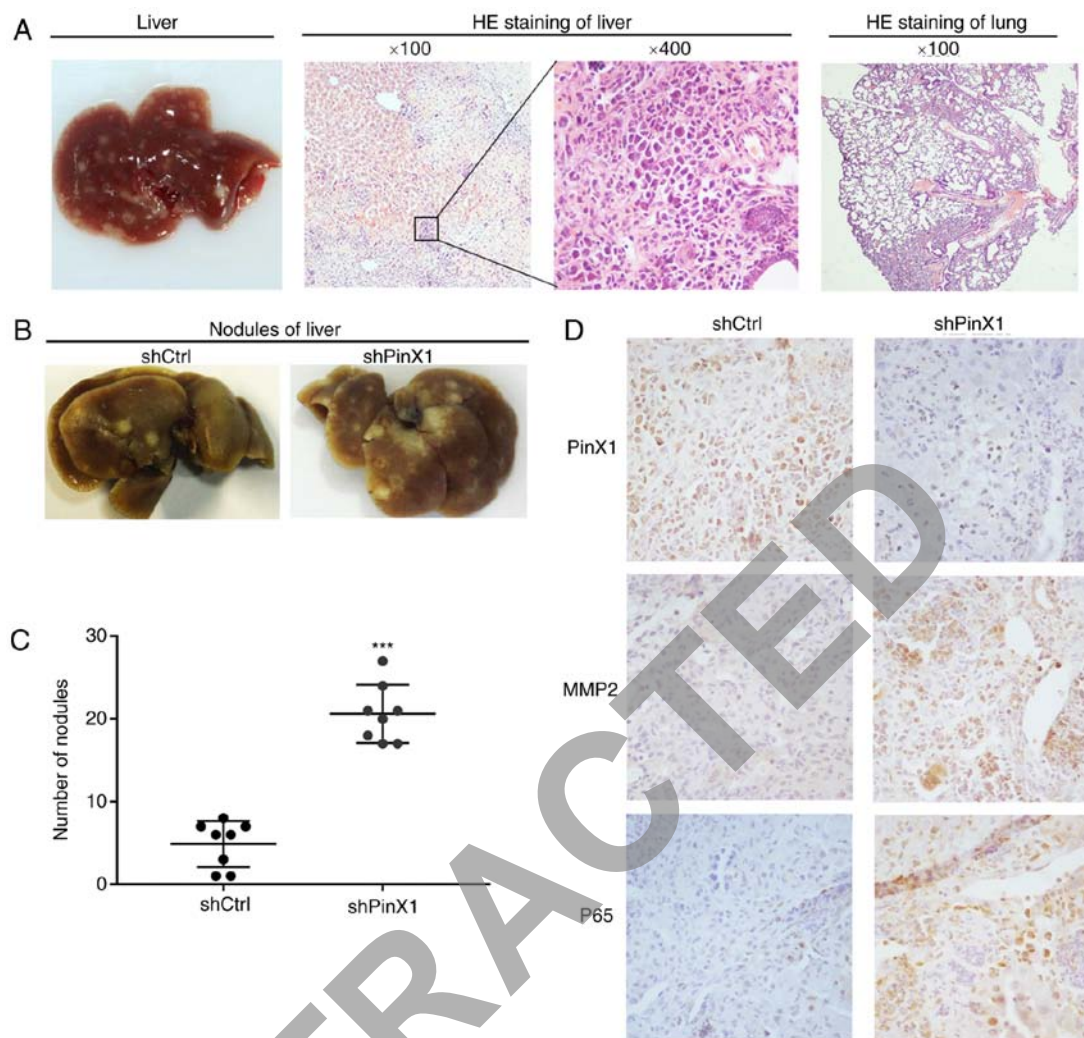 A
Liver
HE staining of liver
HE staining of lung
×100
×400
×100
B
Nodules of liver
shCtrl
shPinX1
C
Number of nodules
30
20
10
0
***
shCtrl
shPinX1
D
shCtrl
shPinX1
PinX1
MMP2
P65
TRACTED